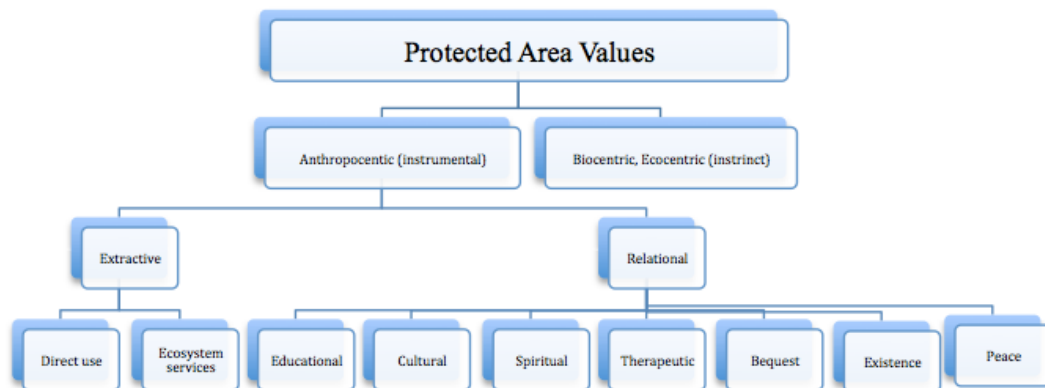 Protected Area Values
Anthropocentic (instrumental)
Biocentric, Ecocentric (instrinct)
Extractive
Relational
Direct use
Ecosystem
services
Educational
Cultural
Spiritual
Therapeutic
Bequest
Existence
Peace